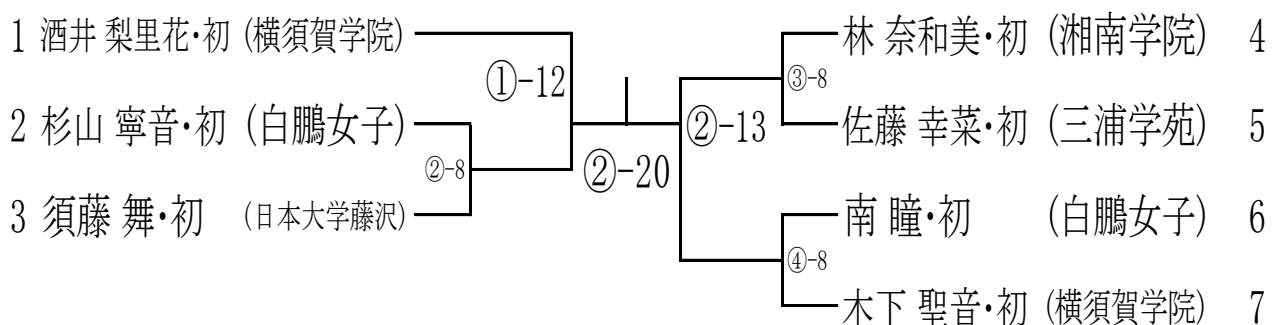 1 酒井 梨里花・初 (横須賀学院)
①-12
2 杉山 寧音・初 (白鵬女子)
②-8
3 須藤 舞・初 (日本大学藤沢)
②-20
林 奈和美・初 (湘南学院) 4
③-8
②-13
佐藤 幸菜・初 (三浦学苑) 5
南 瞳・初 (白鵬女子) 6
④-8
木下 聖音・初 (横須賀学院) 7